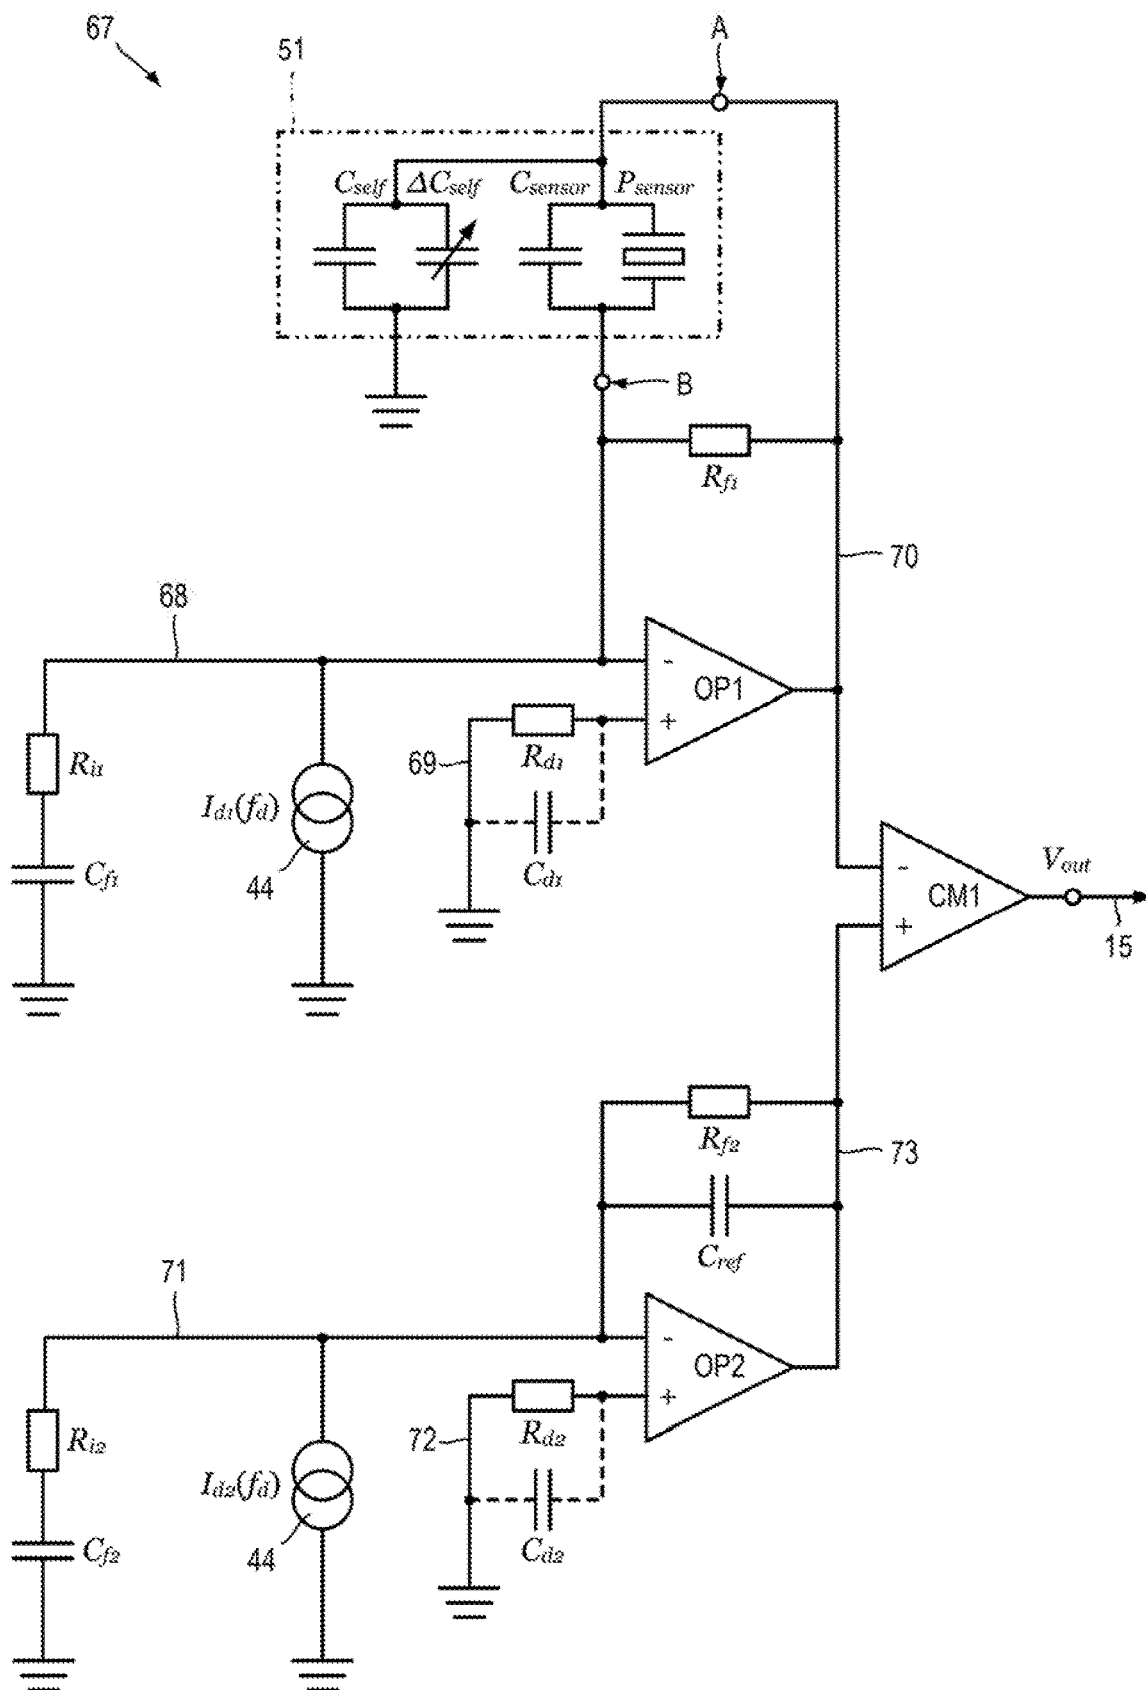 67
51
A
Cself ΔCself Csensor Psensor
B
Rf1
70
68
-
OP1
+
Ri1
69
Rd1
Id1(fd)
Cf1
44
Cd1
-
CM1
+
Vout
15
Rf2
73
Cref
71
-
OP2
+
Ri2
72
Rd2
Id2(fd)
Cf2
44
Cd2